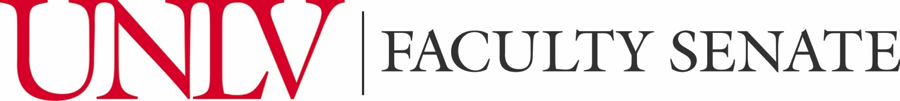 UNLV | FACULTY SENATE